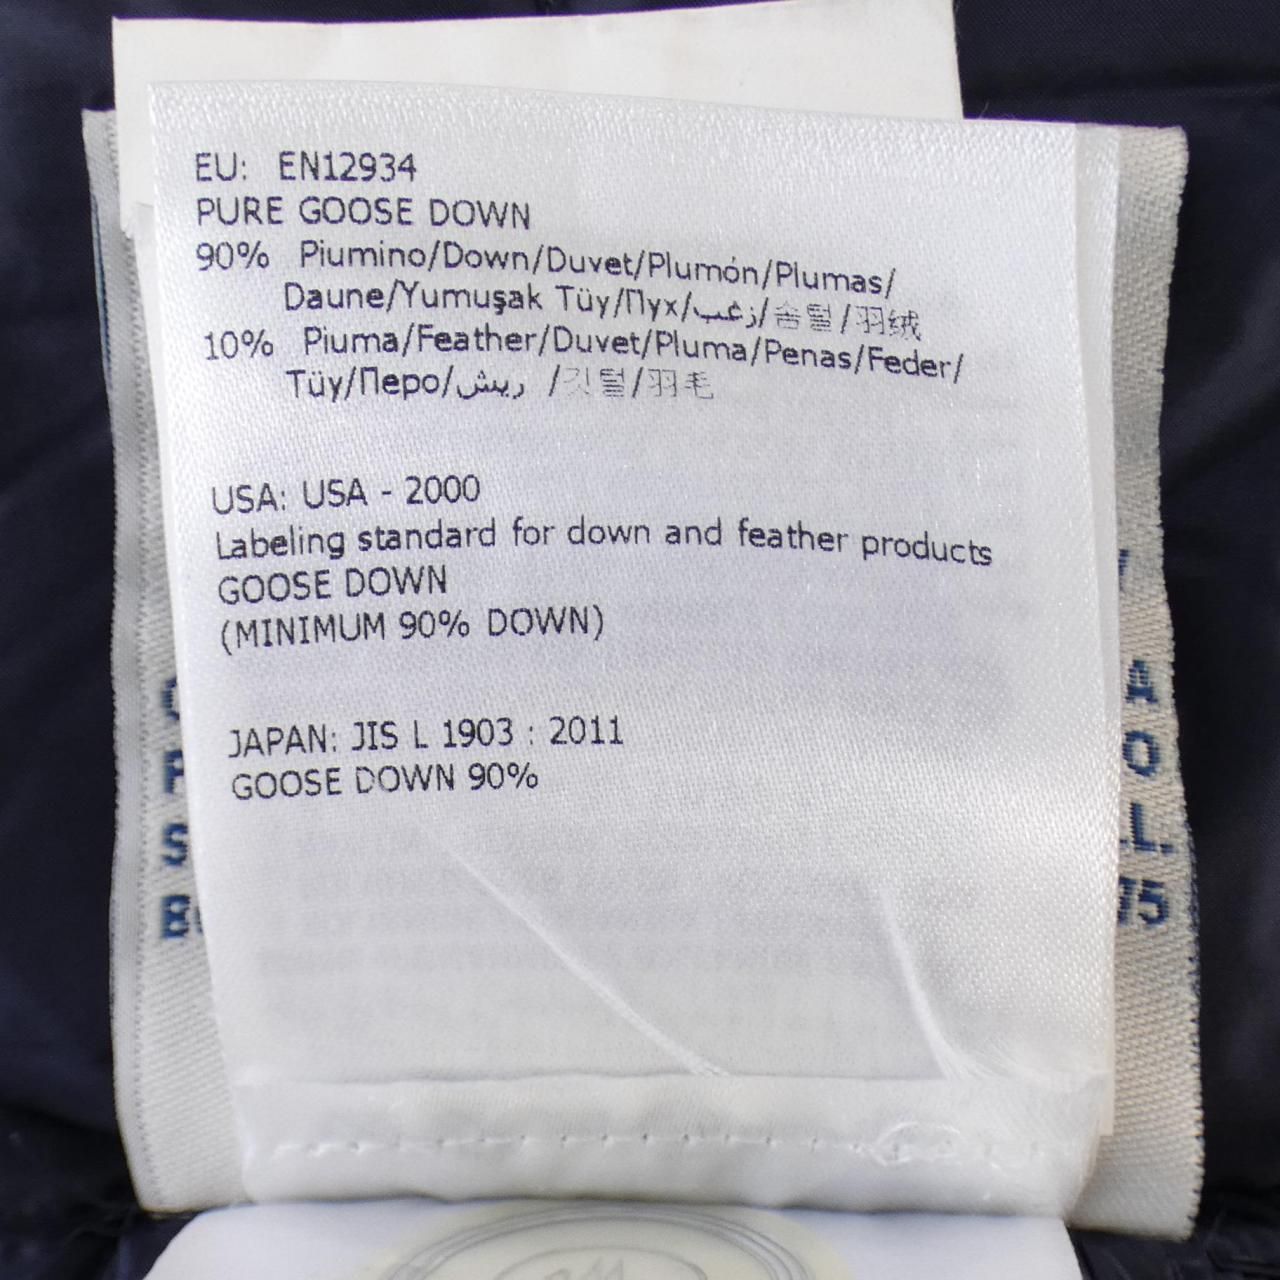 EU: EN12934
PURE GOOSE DOWN
90% Piumino/Down/Duvet/Plumón/Plumas/
Daune/Yumuşak Tüy/Пух/زغب/솜털/羽绒
10% Piuma/Feather/Duvet/Pluma/Penas/Feder/
Tüy/Перо/ريش /깃털/羽毛
USA: USA - 2000
Labeling standard for down and feather products
GOOSE DOWN
(MINIMUM 90% DOWN)
JAPAN: JIS L 1903 : 2011
GOOSE DOWN 90%